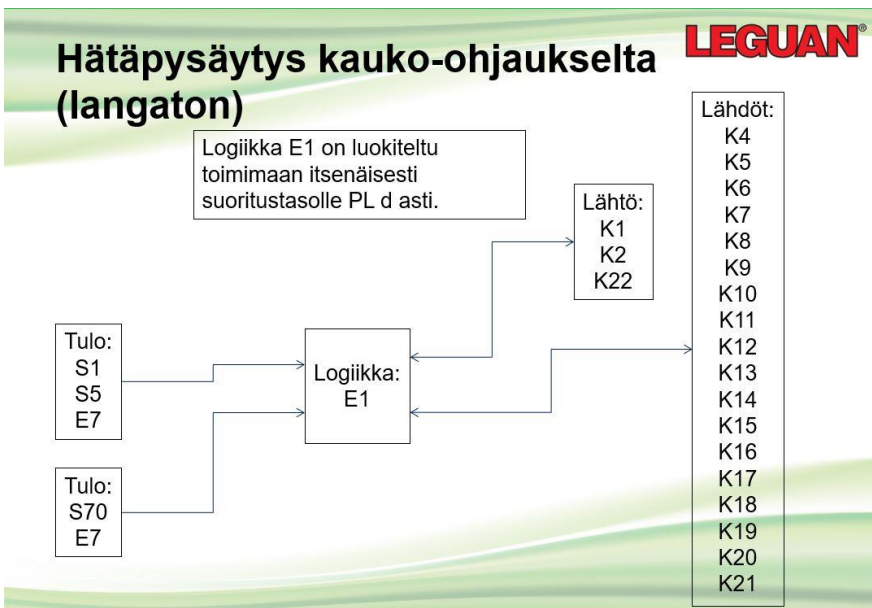 Hätäpysäytys kauko-ohjaukselta
(langaton)
LEGUAN®
Logiikka E1 on luokiteltu
toimimaan itsenäisesti
suoritustasolle PL d asti.
Tulo:
S1
S5
E7
Tulo:
S70
E7
Logiikka:
E1
Lähtö:
K1
K2
K22
Lähdöt:
K4
K5
K6
K7
K8
K9
K10
K11
K12
K13
K14
K15
K16
K17
K18
K19
K20
K21